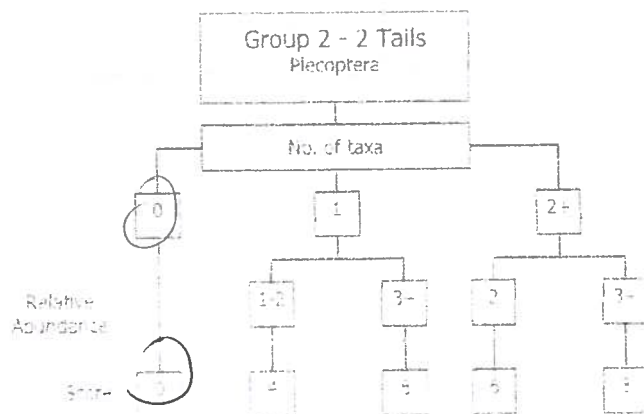 Group 2 - 2 Tails
Plecoptera
No. of taxa
0 1 2+
Relative
Abundance
1-2 3+ 2 3+
Score 0 4